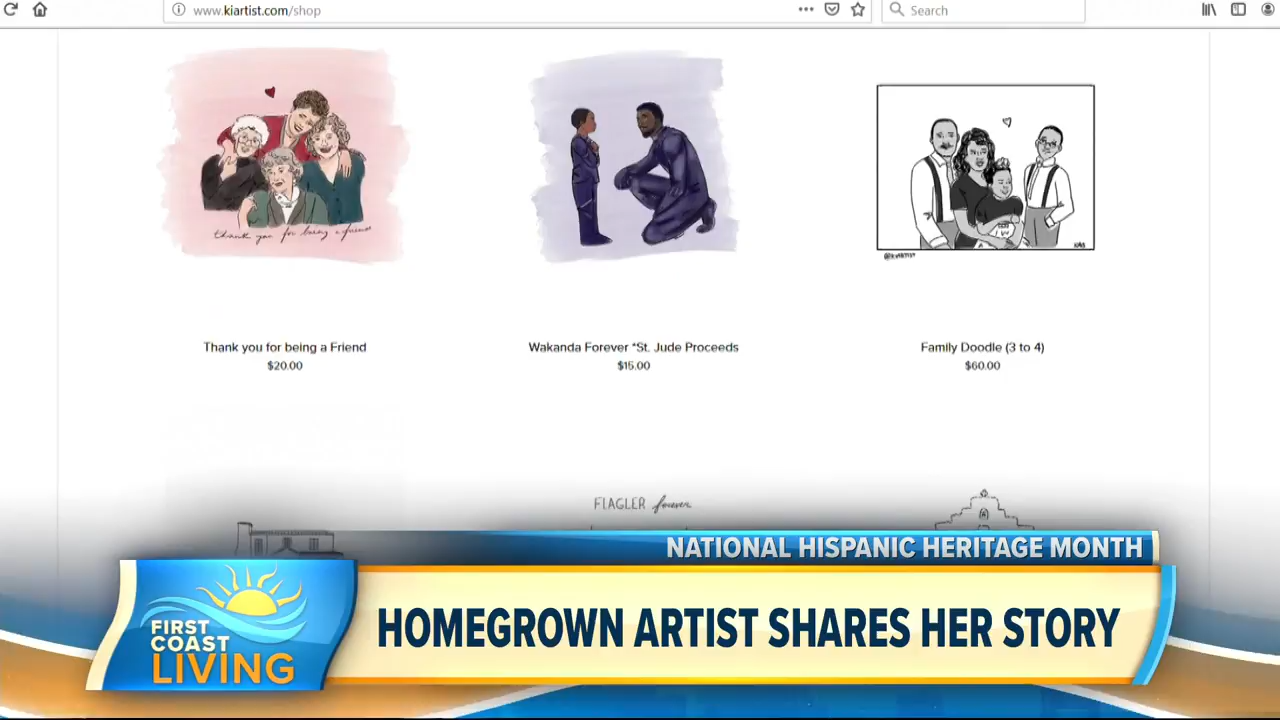 www.kiartist.com/shop
Search
thank you for being a friend
@KIARTIST
Thank you for being a Friend
$20.00
Wakanda Forever *St. Jude Proceeds
$15.00
Family Doodle (3 to 4)
$60.00
FLAGLER forever
NATIONAL HISPANIC HERITAGE MONTH
HOMEGROWN ARTIST SHARES HER STORY
FIRST
COAST
LIVING